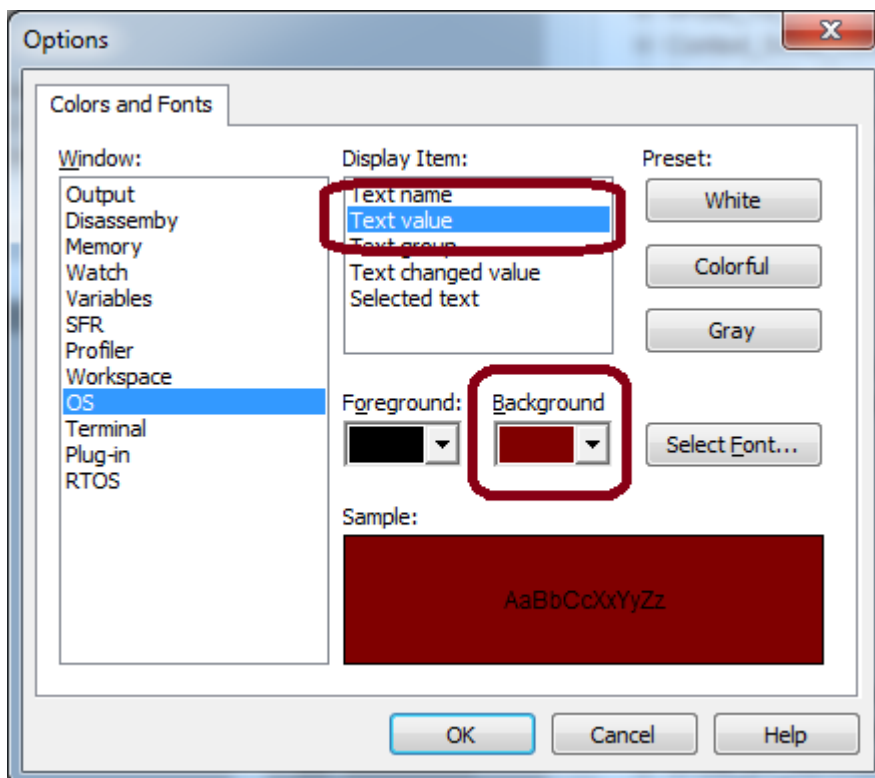 Options
Colors and Fonts
Window:
Output
Disassemby
Memory
Watch
Variables
SFR
Profiler
Workspace
OS
Terminal
Plug-in
RTOS
Display Item:
Text name
Text value
Text group
Text changed value
Selected text
Preset:
White
Colorful
Gray
Foreground:
Background
Select Font...
Sample:
AaBbCcXxYyZz
OK
Cancel
Help